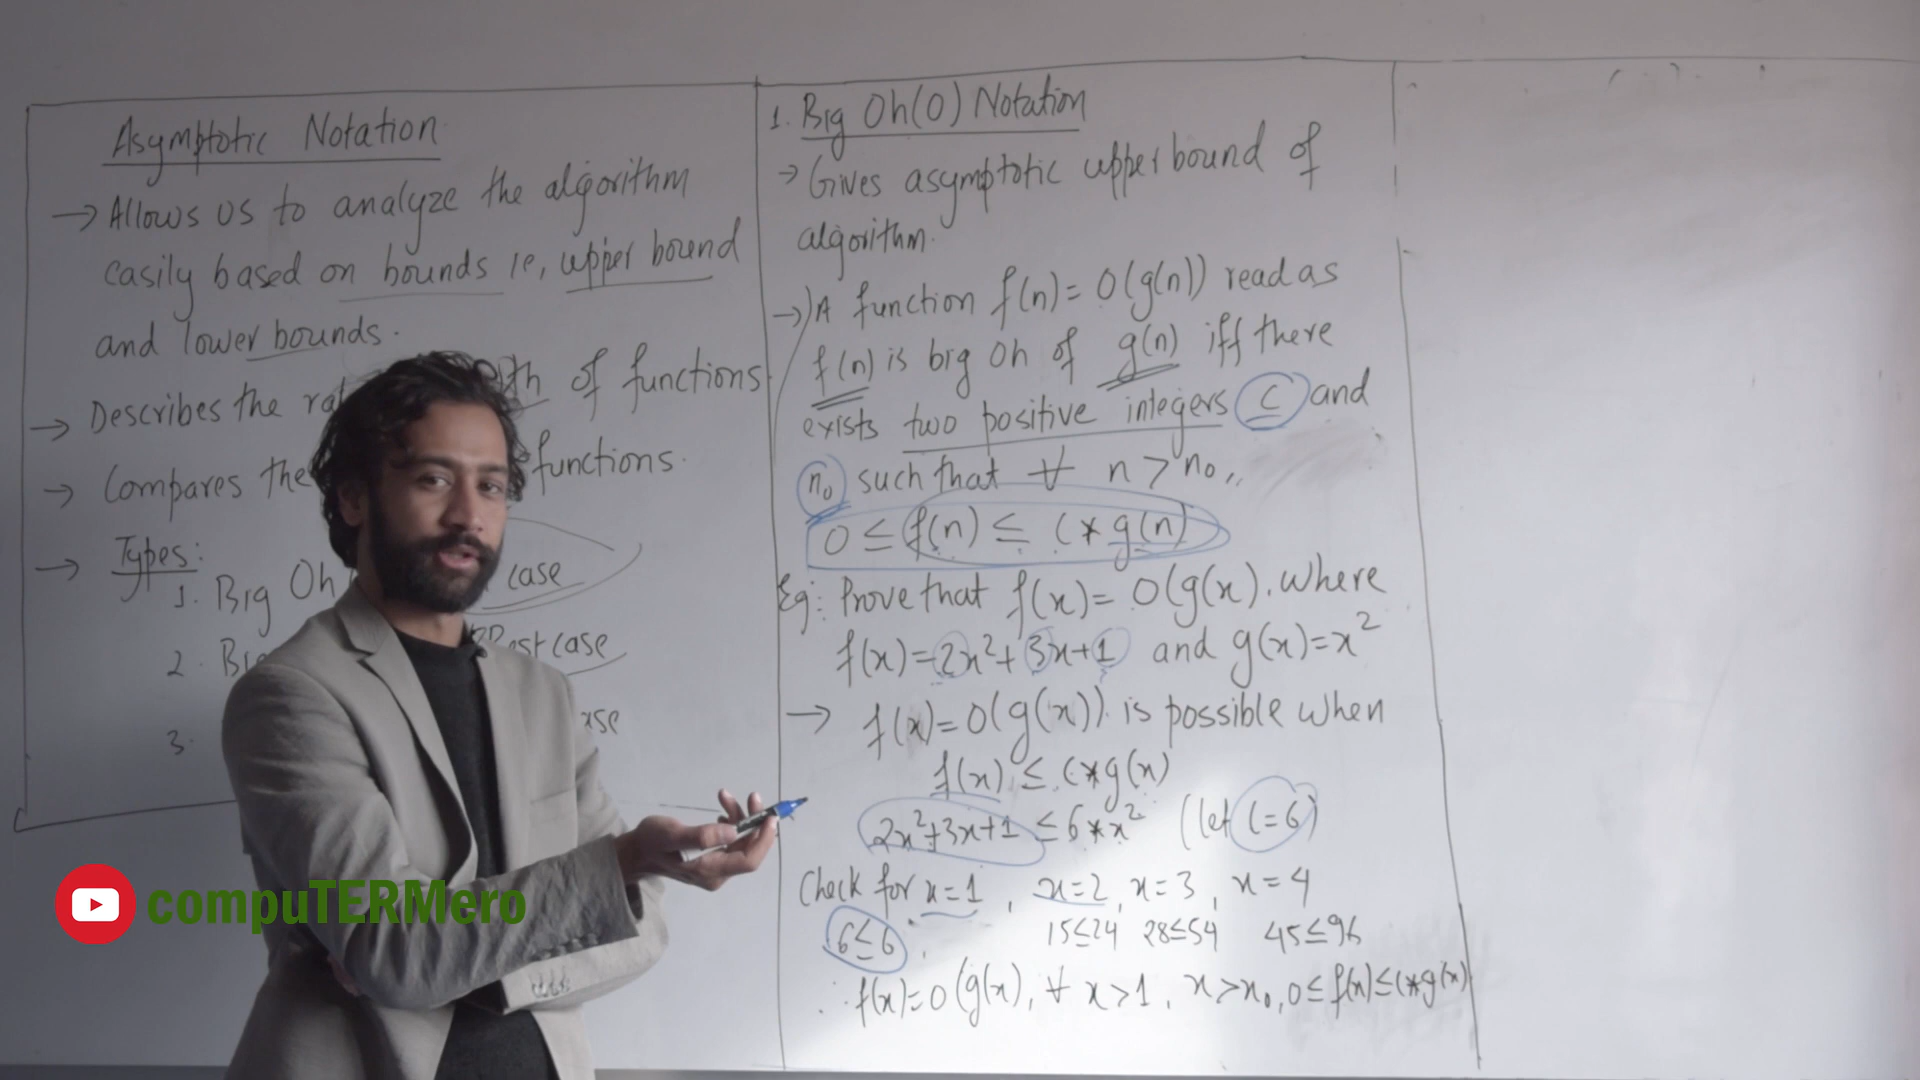 Asymptotic Notation
→ Allows us to analyze the algorithm
easily based on bounds ie, upper bound
and lower bounds.
→ Describes the of functions
→ Compares the functions.
→ Types:
1. Big Oh case
2. case
3.
1. Big Oh(O) Notation
→ Gives asymptotic upper bound of
algorithm.
→ A function f(n) = O(g(n)) read as
f(n) is big oh of g(n) iff there
exists two positive integers C and
n₀ such that ∀ n > n₀,,
0 ≤ f(n) ≤ C * g(n)
Eg: Prove that f(x) = O(g(x). where
f(x) = 2x² + 3x + 1 and g(x) = x²
→ f(x) = O(g(x)) is possible when
f(x) ≤ C * g(x)
2x² + 3x + 1 ≤ 6 * x² (let C = 6)
Check for x = 1, x = 2, x = 3, x = 4
6 ≤ 6, 15 ≤ 24 28 ≤ 54 45 ≤ 96
∴ f(x) = O(g(x), ∀ x > 1, x > x₀, 0 ≤ f(x) ≤ C * g(x)
compuTERMero